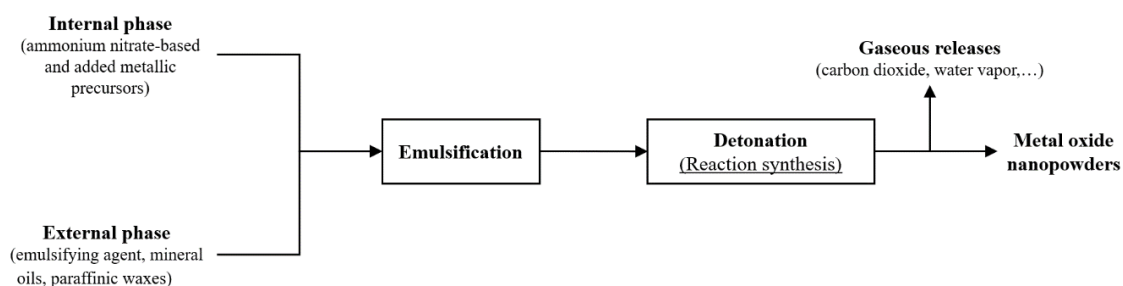 Internal phase
(ammonium nitrate-based
and added metallic
precursors)
Gaseous releases
(carbon dioxide, water vapor,…)
Emulsification
Detonation
(Reaction synthesis)
Metal oxide
nanopowders
External phase
(emulsifying agent, mineral
oils, paraffinic waxes)